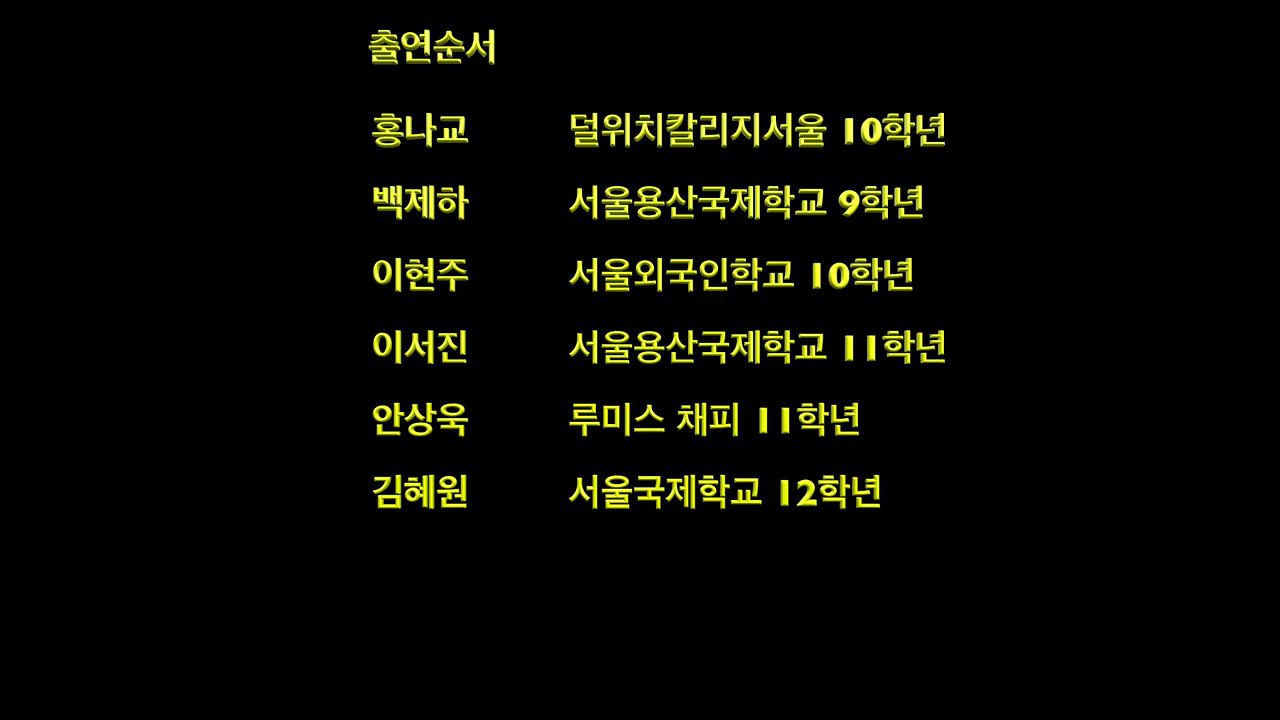 출연순서
홍나교 덜위치칼리지서울 10학년
백제하 서울용산국제학교 9학년
이현주 서울외국인학교 10학년
이서진 서울용산국제학교 11학년
안상욱 루미스 채피 11학년
김혜원 서울국제학교 12학년